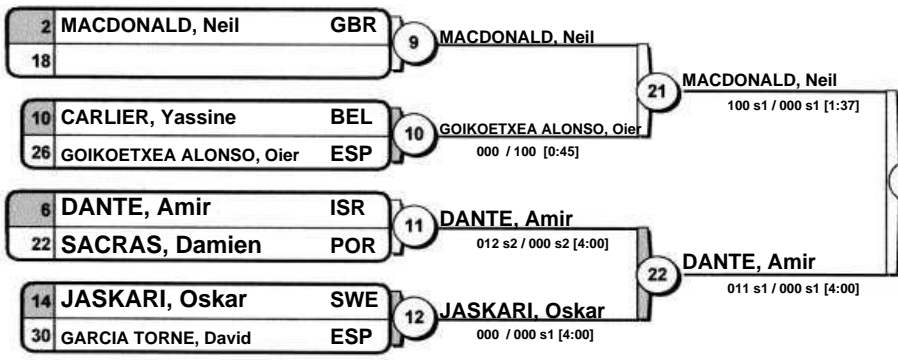 2 MACDONALD, Neil GBR
18
9 MACDONALD, Neil
10 CARLIER, Yassine BEL
26 GOIKOETXEA ALONSO, Oier ESP
10 GOIKOETXEA ALONSO, Oier
000 / 100 [0:45]
21 MACDONALD, Neil
100 s1 / 000 s1 [1:37]
6 DANTE, Amir ISR
22 SACRAS, Damien POR
11 DANTE, Amir
012 s2 / 000 s2 [4:00]
14 JASKARI, Oskar SWE
30 GARCIA TORNE, David ESP
12 JASKARI, Oskar
000 / 000 s1 [4:00]
22 DANTE, Amir
011 s1 / 000 s1 [4:00]